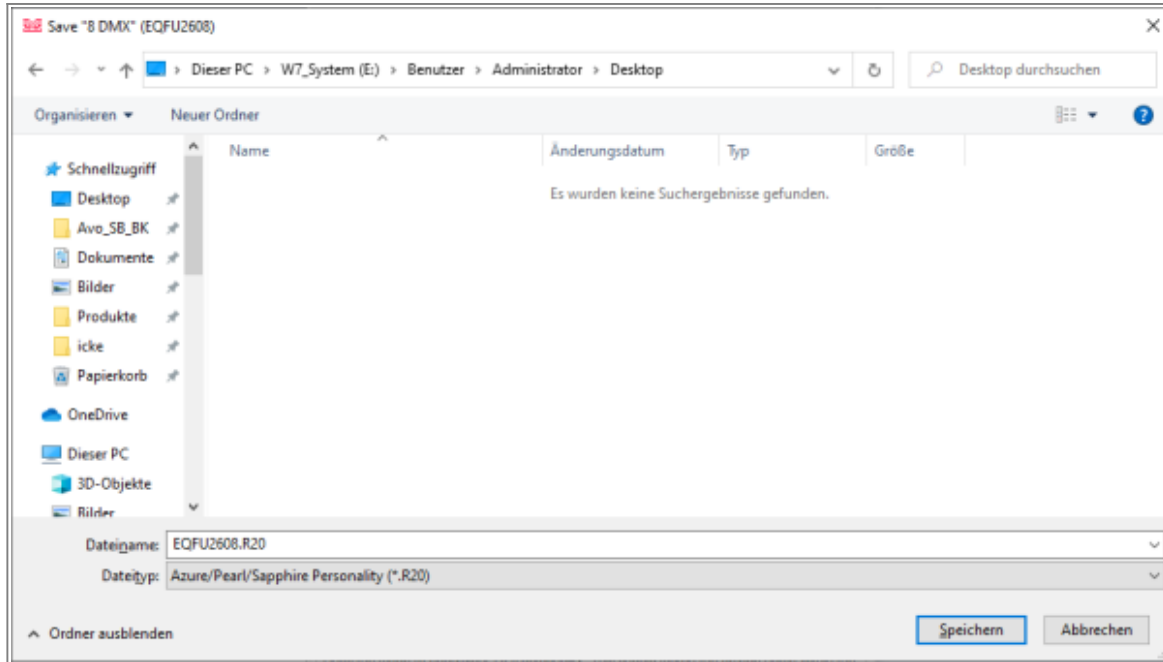 Save "8 DMX" (EQFU2608)
Dieser PC > W7_System (E:) > Benutzer > Administrator > Desktop
Desktop durchsuchen
Organisieren
Neuer Ordner
Name
Änderungsdatum
Typ
Größe
Es wurden keine Suchergebnisse gefunden.
Schnellzugriff
Desktop
Avo_SB_BK
Dokumente
Bilder
Produkte
icke
Papierkorb
OneDrive
Dieser PC
3D-Objekte
Bilder
Dateiname: EQFU2608.R20
Dateityp: Azure/Pearl/Sapphire Personality (*.R20)
Ordner ausblenden
Speichern
Abbrechen